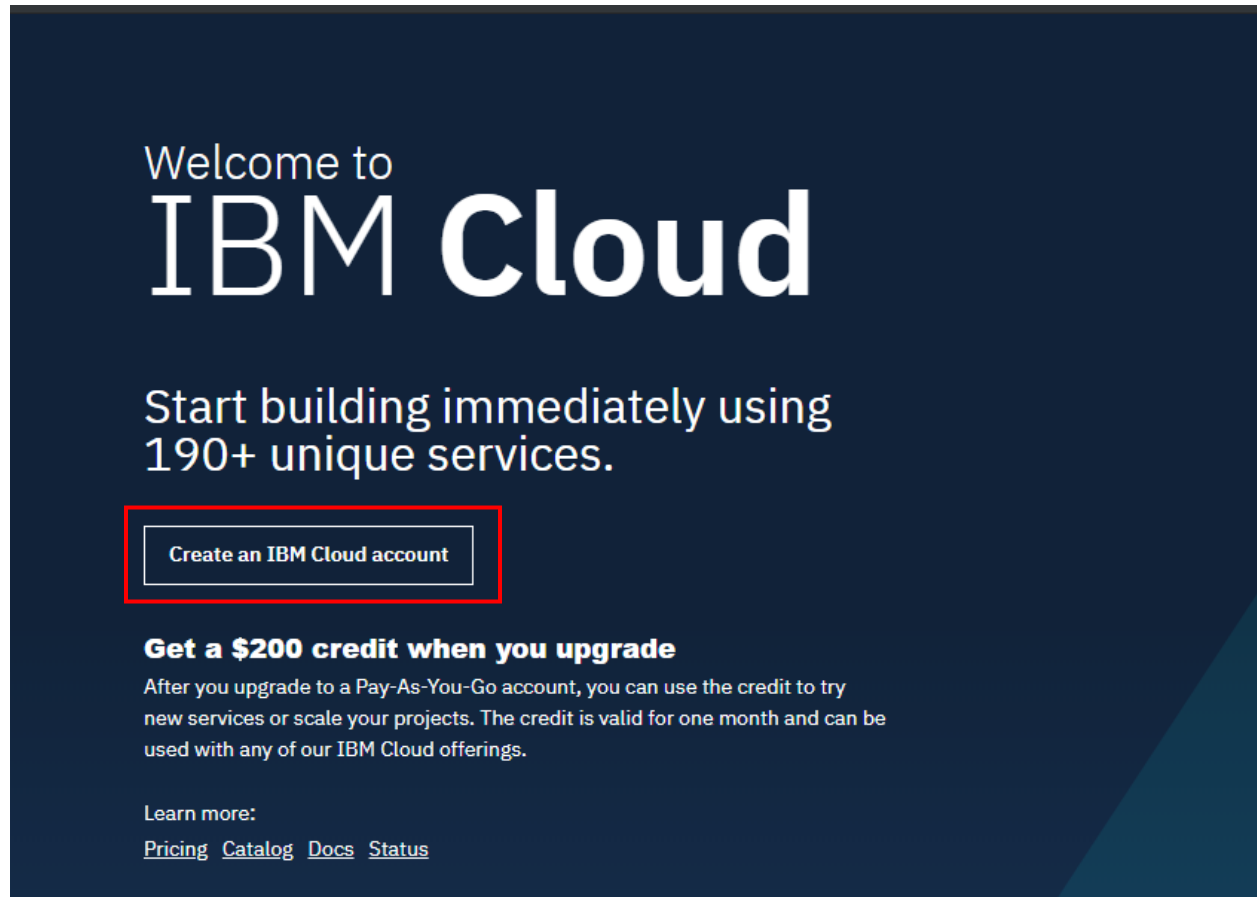 Welcome to
IBM Cloud
Start building immediately using
190+ unique services.
Create an IBM Cloud account
Get a $200 credit when you upgrade
After you upgrade to a Pay-As-You-Go account, you can use the credit to try
new services or scale your projects. The credit is valid for one month and can be
used with any of our IBM Cloud offerings.
Learn more:
Pricing Catalog Docs Status